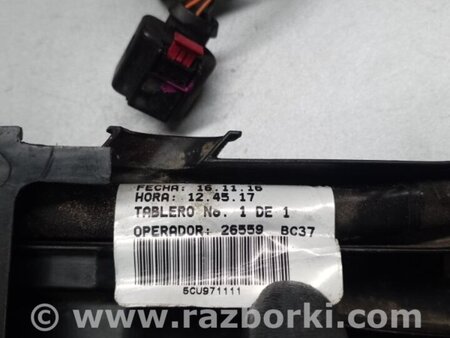 FECHA: 16.11.16
HORA: 12.45.17
TABLERO No. 1 DE 1
OPERADOR: 26559 BC37
5CU971111
www.razborki.com